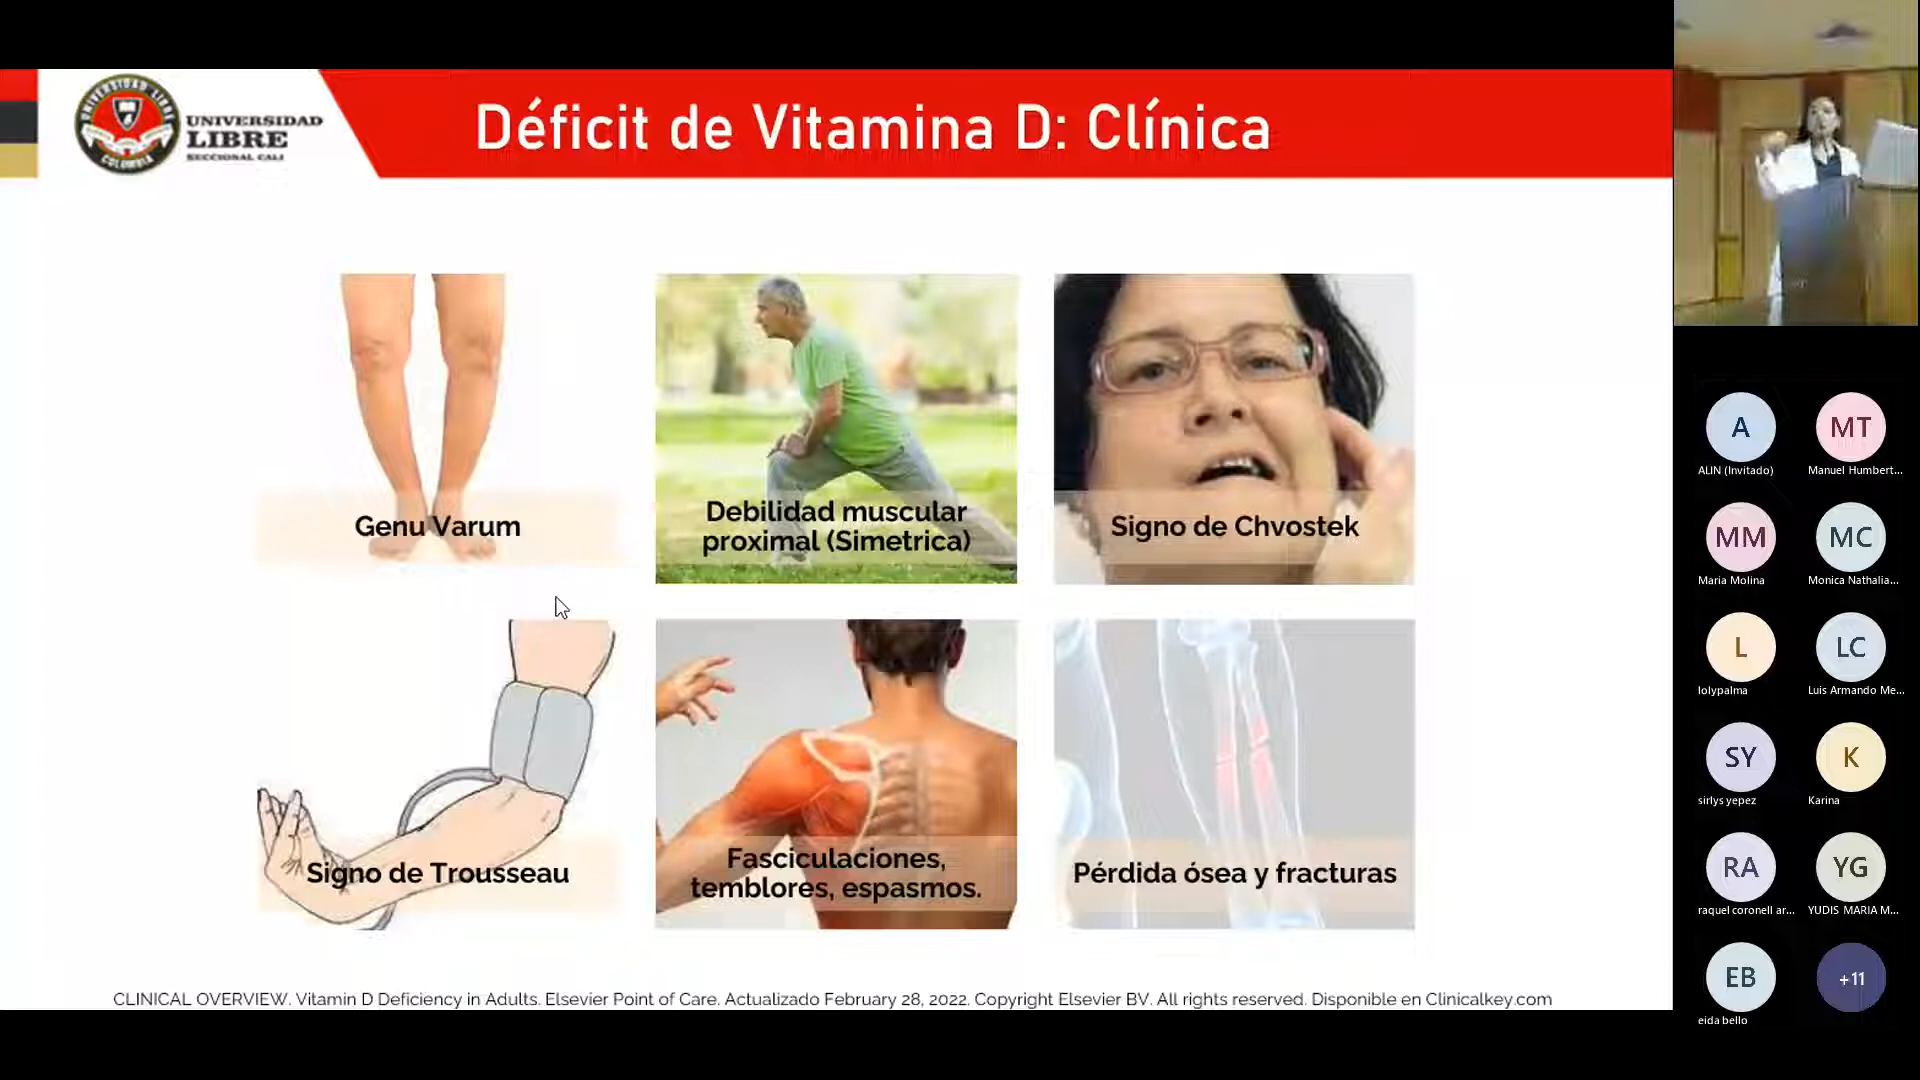 UNIVERSIDAD LIBRE
COLOMBIA
UNIVERSIDAD
LIBRE
SECCIONAL CALI
Déficit de Vitamina D: Clínica
Genu Varum
Debilidad muscular
proximal (Simetrica)
Signo de Chvostek
Signo de Trousseau
Fasciculaciones,
temblores, espasmos.
Pérdida ósea y fracturas
CLINICAL OVERVIEW. Vitamin D Deficiency in Adults. Elsevier Point of Care. Actualizado February 28, 2022. Copyright Elsevier BV. All rights reserved. Disponible en Clinicalkey.com
A
ALIN (Invitado)
MT
Manuel Humbert...
MM
Maria Molina
MC
Monica Nathalia...
L
lolypalma
LC
Luis Armando Me...
SY
sirlys yepez
K
Karina
RA
raquel coronell ar...
YG
YUDIS MARIA M...
EB
eida bello
+11